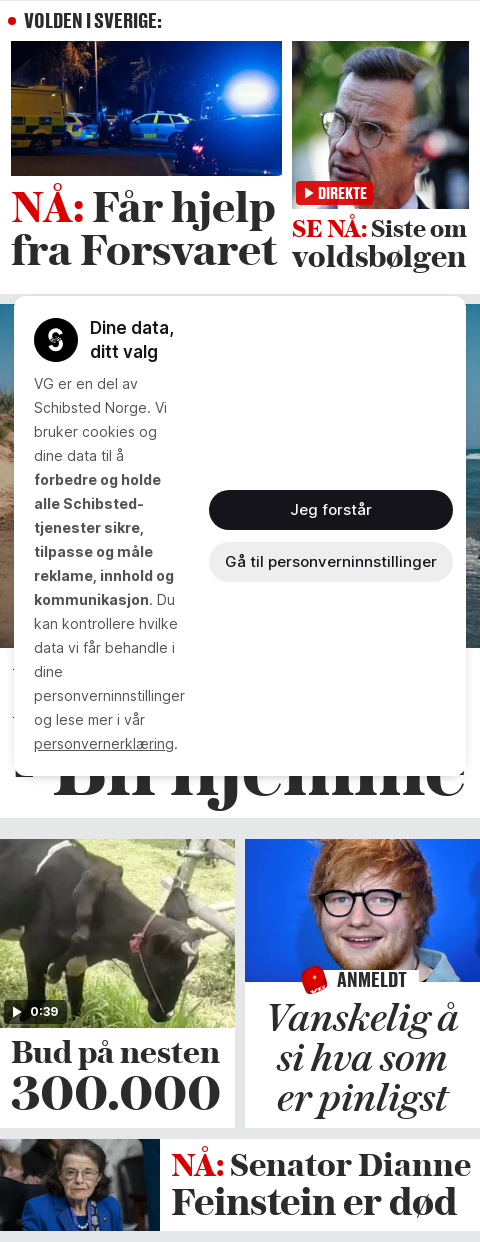 VOLDEN I SVERIGE:
NÅ: Får hjelp
fra Forsvaret
DIREKTE
SE NÅ: Siste om
voldsbølgen
Dine data,
ditt valg
VG er en del av
Schibsted Norge. Vi
bruker cookies og
dine data til å
forbedre og holde
alle Schibsted-
tjenester sikre,
tilpasse og måle
reklame, innhold og
kommunikasjon. Du
kan kontrollere hvilke
data vi får behandle i
dine
personverninnstillinger
og lese mer i vår
personvernerklæring.
Jeg forstår
Gå til personverninnstillinger
- Bli hjemme
0:39
Bud på nesten
300.000
ANMELDT
Vanskelig å
si hva som
er pinligst
NÅ: Senator Dianne
Feinstein er død